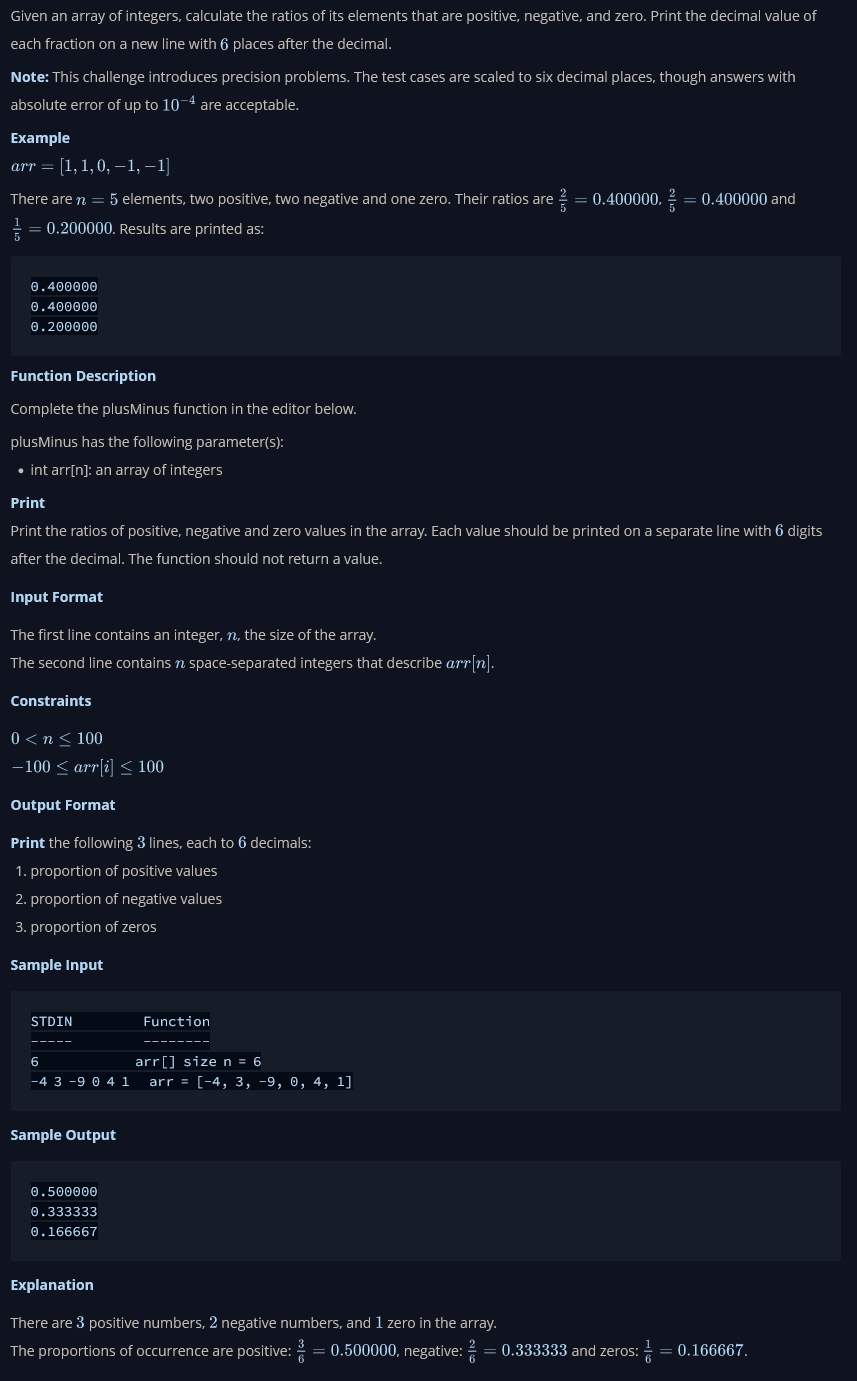 Given an array of integers, calculate the ratios of its elements that are positive, negative, and zero. Print the decimal value of
each fraction on a new line with 6 places after the decimal.
Note: This challenge introduces precision problems. The test cases are scaled to six decimal places, though answers with
absolute error of up to 10⁻⁴ are acceptable.
Example
arr = [1, 1, 0, −1, −1]
There are n = 5 elements, two positive, two negative and one zero. Their ratios are 2/5 = 0.400000, 2/5 = 0.400000 and
1/5 = 0.200000. Results are printed as:
0.400000
0.400000
0.200000
Function Description
Complete the plusMinus function in the editor below.
plusMinus has the following parameter(s):
• int arr[n]: an array of integers
Print
Print the ratios of positive, negative and zero values in the array. Each value should be printed on a separate line with 6 digits
after the decimal. The function should not return a value.
Input Format
The first line contains an integer, n, the size of the array.
The second line contains n space-separated integers that describe arr[n].
Constraints
0 < n ≤ 100
−100 ≤ arr[i] ≤ 100
Output Format
Print the following 3 lines, each to 6 decimals:
1. proportion of positive values
2. proportion of negative values
3. proportion of zeros
Sample Input
STDIN Function
----- --------
6 arr[] size n = 6
-4 3 -9 0 4 1 arr = [-4, 3, -9, 0, 4, 1]
Sample Output
0.500000
0.333333
0.166667
Explanation
There are 3 positive numbers, 2 negative numbers, and 1 zero in the array.
The proportions of occurrence are positive: 3/6 = 0.500000, negative: 2/6 = 0.333333 and zeros: 1/6 = 0.166667.